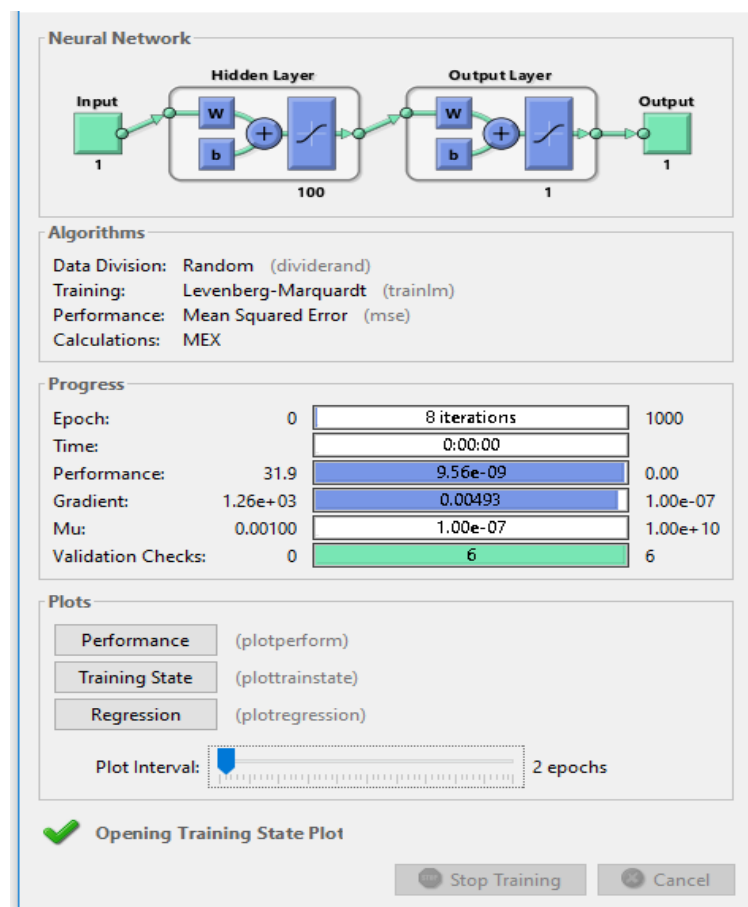 Neural Network
Hidden Layer Output Layer
Input Output
W W
+ +
b b
1 1
100 1
Algorithms
Data Division: Random (dividerand)
Training: Levenberg-Marquardt (trainlm)
Performance: Mean Squared Error (mse)
Calculations: MEX
Progress
Epoch: 0 8 iterations 1000
Time: 0:00:00
Performance: 31.9 9.56e-09 0.00
Gradient: 1.26e+03 0.00493 1.00e-07
Mu: 0.00100 1.00e-07 1.00e+10
Validation Checks: 0 6 6
Plots
Performance (plotperform)
Training State (plottrainstate)
Regression (plotregression)
Plot Interval: 2 epochs
Opening Training State Plot
Stop Training Cancel